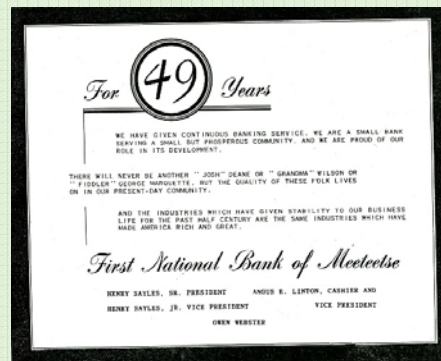 For 49 Years
WE HAVE GIVEN CONTINUOUS BANKING SERVICE. WE ARE A SMALL BANK
SERVING A SMALL BUT PROSPEROUS COMMUNITY, AND WE ARE PROUD OF OUR
ROLE IN ITS DEVELOPMENT.
THERE WILL NEVER BE ANOTHER "JOSH" DEANE OR "GRANDMA" WILSON OR
"FIDDLER" GEORGE MARQUETTE, BUT THE QUALITY OF THESE FOLK LIVES
ON IN OUR PRESENT-DAY COMMUNITY.
AND THE INDUSTRIES WHICH HAVE GIVEN STABILITY TO OUR BUSINESS
LIFE FOR THE PAST HALF CENTURY ARE THE SAME INDUSTRIES WHICH HAVE
MADE AMERICA RICH AND GREAT.
First National Bank of Meeteetse
HENRY SAYLES, SR. PRESIDENT ANGUS E. LINTON, CASHIER AND
HENRY SAYLES, JR. VICE PRESIDENT VICE PRESIDENT
OWEN WEBSTER